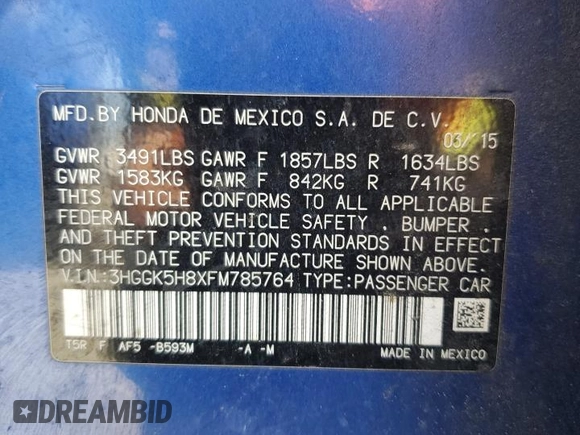 MFD.BY HONDA DE MEXICO S.A. DE C.V.
03/15
GVWR 3491LBS GAWR F 1857LBS R 1634LBS
GVWR 1583KG GAWR F 842KG R 741KG
THIS VEHICLE CONFORMS TO ALL APPLICABLE
FEDERAL MOTOR VEHICLE SAFETY . BUMPER .
AND THEFT PREVENTION STANDARDS IN EFFECT
ON THE DATE OF MANUFACTURE SHOWN ABOVE.
V.I.N.:3HGGK5H8XFM785764 TYPE:PASSENGER CAR
T5R F AF5 -B593M -A -M MADE IN MEXICO
DREAMBID